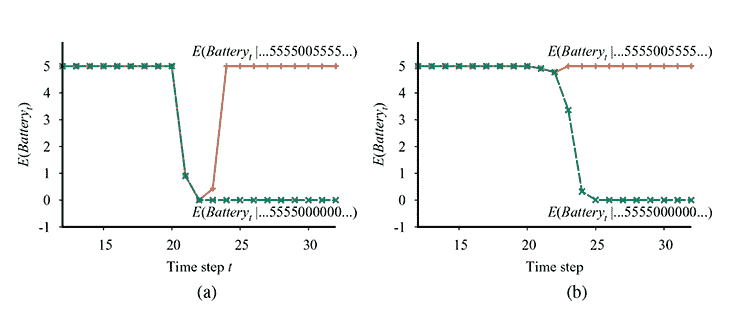 E(Battery_t |...5555005555...)
5
4
3
2
1
0
-1
E(Battery_t)
E(Battery_t |...5555000000...)
15 20 25 30
Time step t
(a)
E(Battery_t |...5555005555...)
5
4
3
2
1
0
-1
E(Battery_t)
E(Battery_t |...5555000000...)
15 20 25 30
Time step
(b)